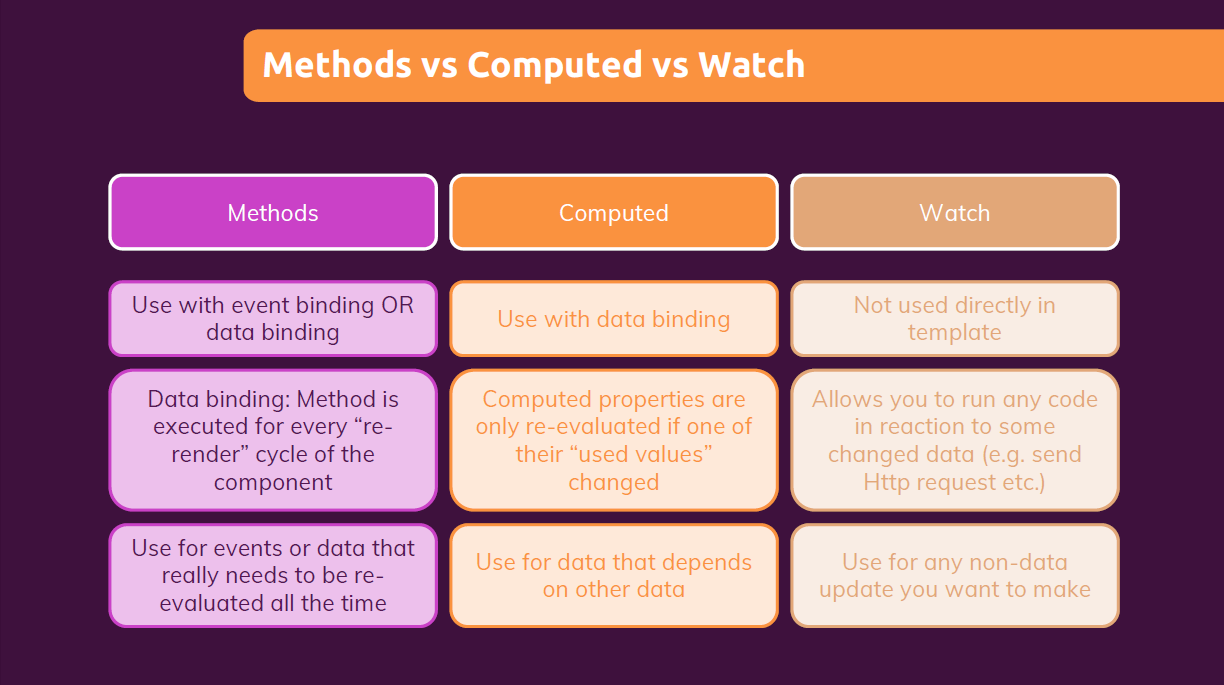 Methods vs Computed vs Watch
Methods
Computed
Watch
Use with event binding OR
data binding
Use with data binding
Not used directly in
template
Data binding: Method is
executed for every “re-
render” cycle of the
component
Computed properties are
only re-evaluated if one of
their “used values”
changed
Allows you to run any code
in reaction to some
changed data (e.g. send
Http request etc.)
Use for events or data that
really needs to be re-
evaluated all the time
Use for data that depends
on other data
Use for any non-data
update you want to make